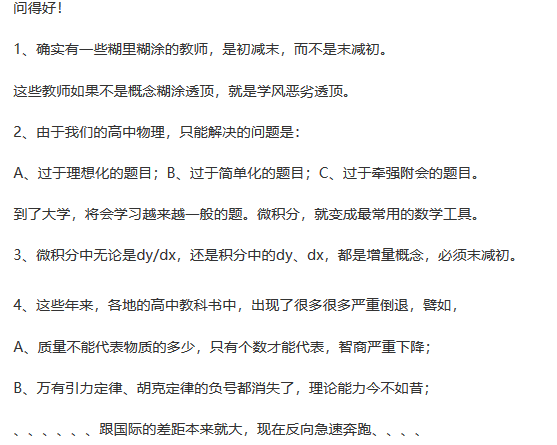 问得好！
1、确实有一些糊里糊涂的教师，是初减末，而不是末减初。
这些教师如果不是概念糊涂透顶，就是学风恶劣透顶。
2、由于我们的高中物理，只能解决的问题是：
A、过于理想化的题目；B、过于简单化的题目；C、过于牵强附会的题目。
到了大学，将会学习越来越一般的题。微积分，就变成最常用的数学工具。
3、微积分中无论是dy/dx，还是积分中的dy、dx，都是增量概念，必须末减初。
4、这些年来，各地的高中教科书中，出现了很多很多严重倒退，譬如，
A、质量不能代表物质的多少，只有个数才能代表，智商严重下降；
B、万有引力定律、胡克定律的负号都消失了，理论能力今不如昔；
、、、、、、跟国际的差距本来就大，现在反向急速奔跑、、、、